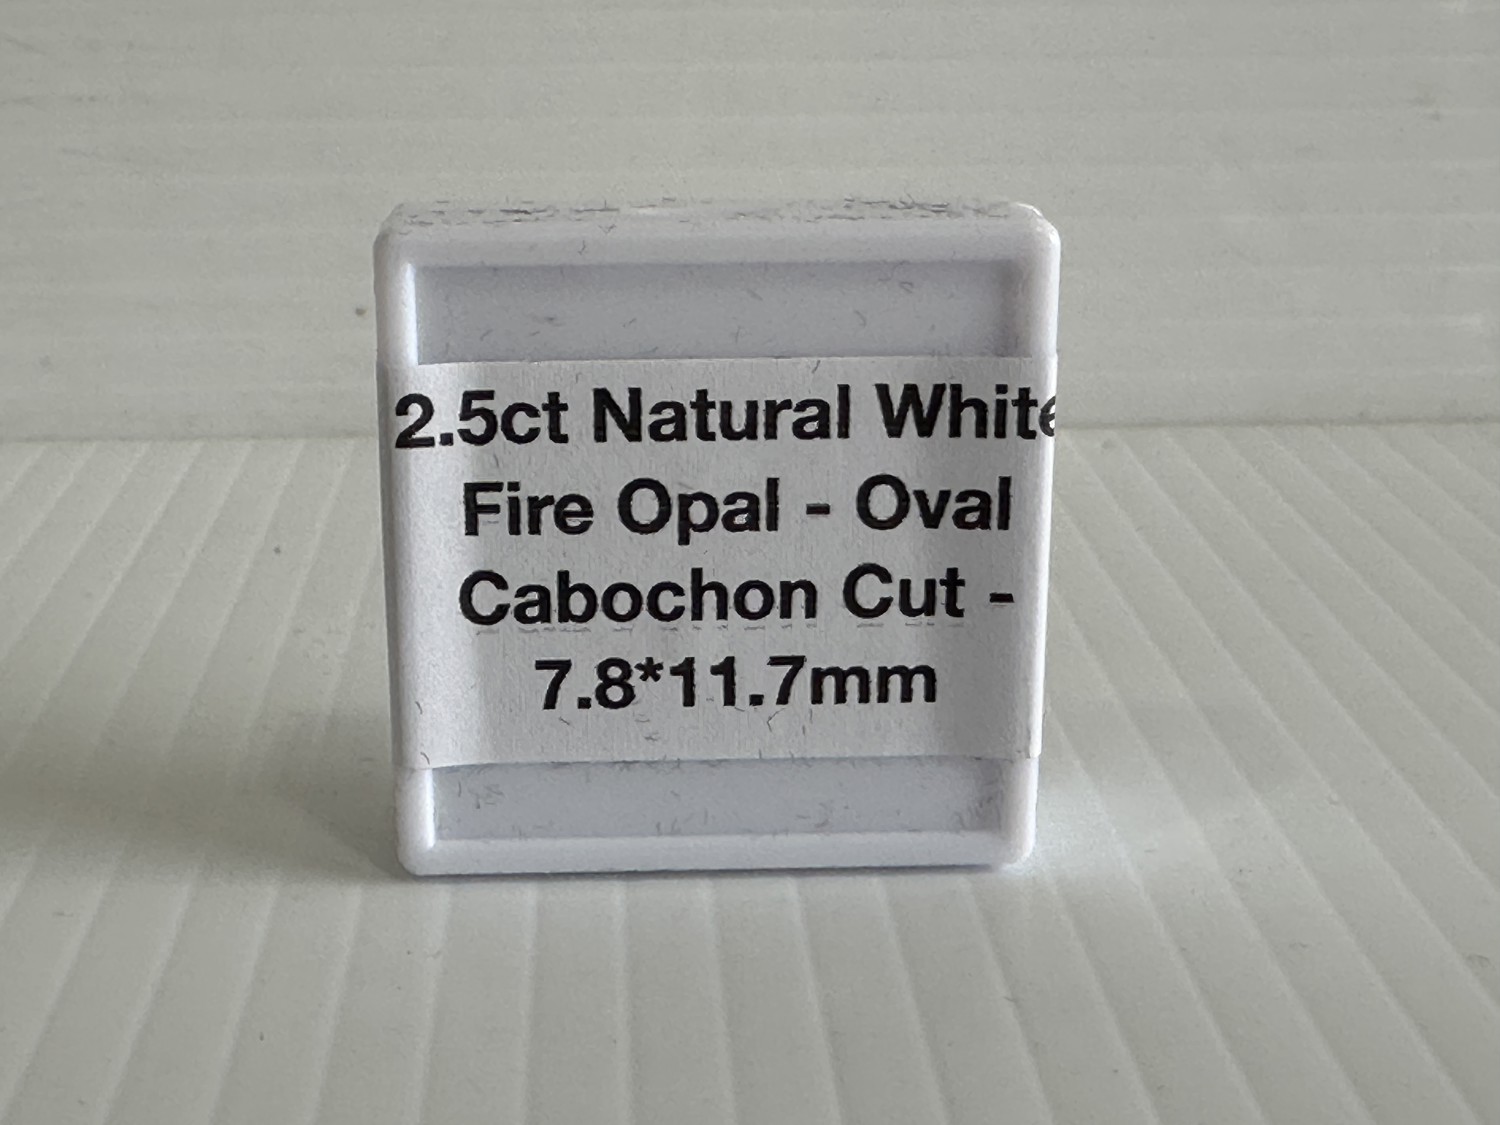 2.5ct Natural White
Fire Opal - Oval
Cabochon Cut -
7.8*11.7mm